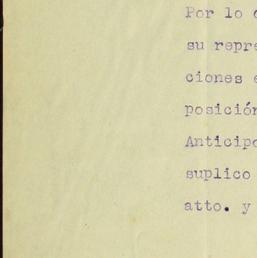 Por lo
su repre
ciones e
posición
Anticipo
suplico
atto. y